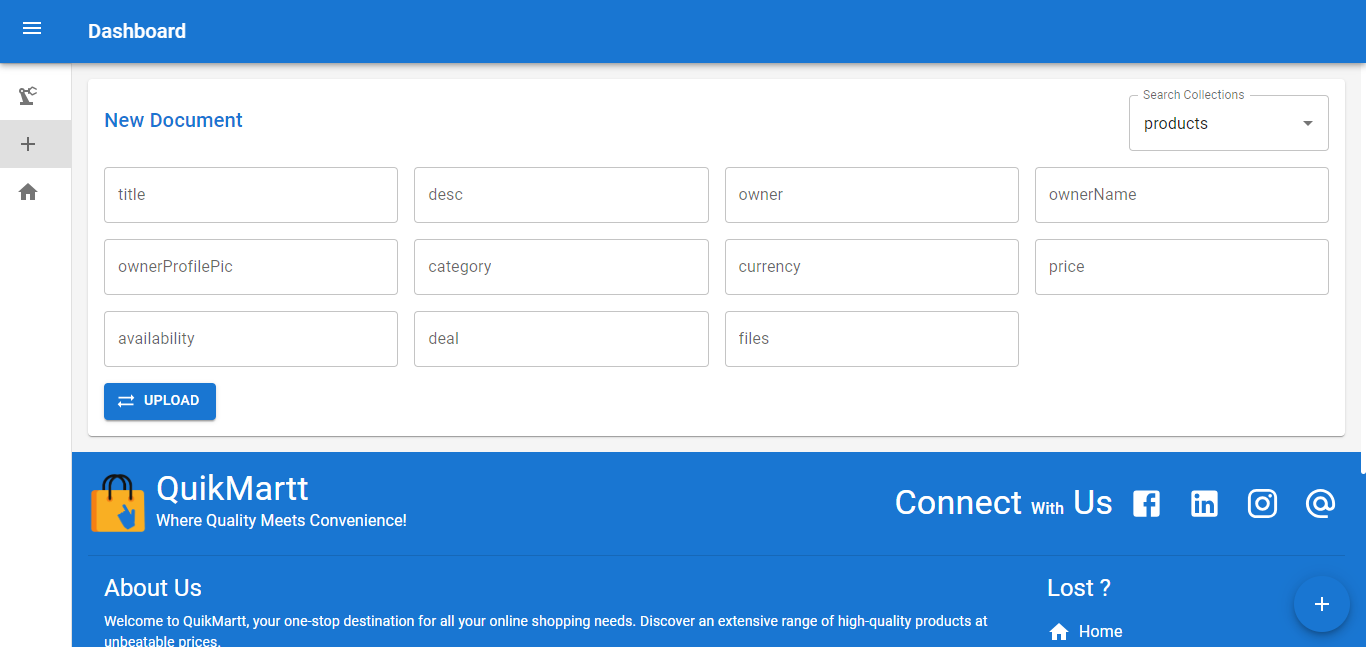 Dashboard
New Document
Search Collections
products
title
desc
owner
ownerName
ownerProfilePic
category
currency
price
availability
deal
files
UPLOAD
QuikMartt
Where Quality Meets Convenience!
Connect With Us
About Us
Welcome to QuikMartt, your one-stop destination for all your online shopping needs. Discover an extensive range of high-quality products at
unbeatable prices.
Lost ?
Home